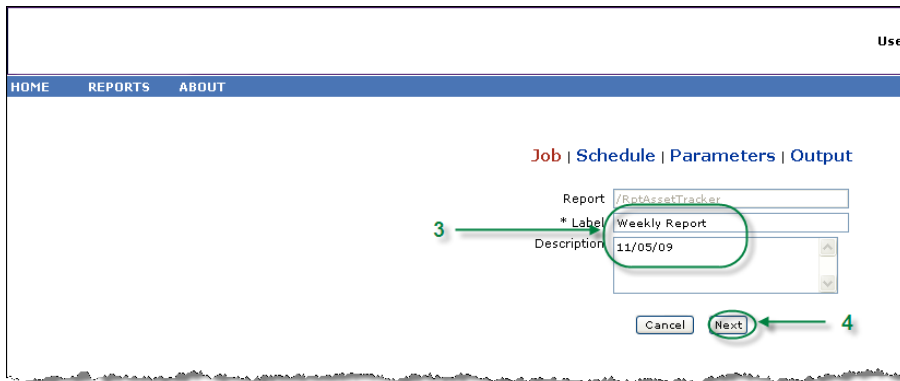 Use
HOME REPORTS ABOUT
Job | Schedule | Parameters | Output
Report /RptAssetTracker
* Label Weekly Report
3
Description 11/05/09
Cancel Next 4